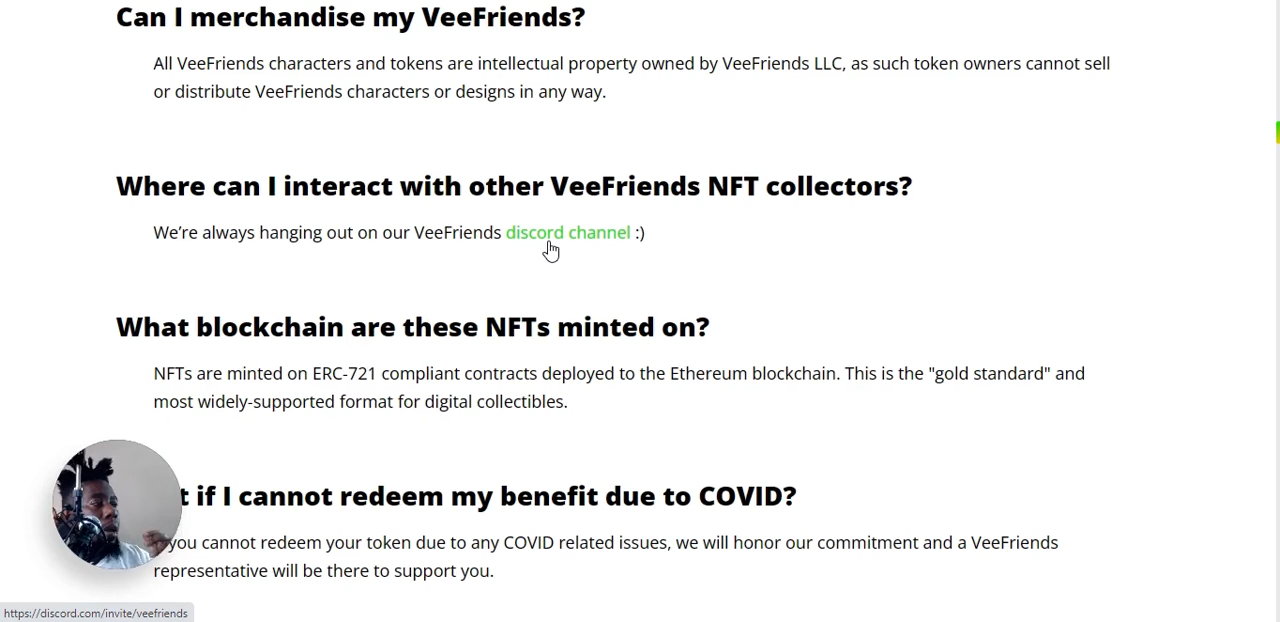 Can I merchandise my VeeFriends?
All VeeFriends characters and tokens are intellectual property owned by VeeFriends LLC, as such token owners cannot sell
or distribute VeeFriends characters or designs in any way.
Where can I interact with other VeeFriends NFT collectors?
We’re always hanging out on our VeeFriends discord channel :)
What blockchain are these NFTs minted on?
NFTs are minted on ERC-721 compliant contracts deployed to the Ethereum blockchain. This is the "gold standard" and
most widely-supported format for digital collectibles.
if I cannot redeem my benefit due to COVID?
you cannot redeem your token due to any COVID related issues, we will honor our commitment and a VeeFriends
representative will be there to support you.
https://discord.com/invite/veefriends